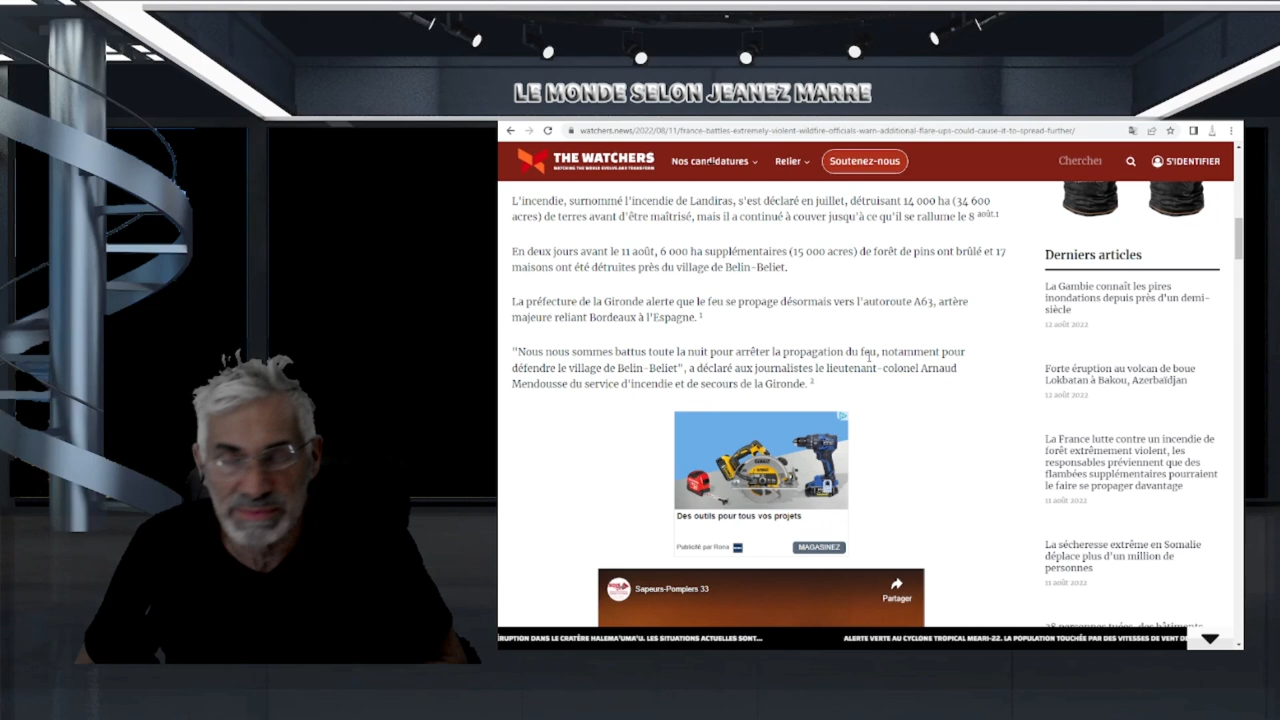 LE MONDE SELON JEANEZ MARRE
watchers.news/2022/08/11/france-battles-extremely-violent-wildfire-officials-warn-additional-flare-ups-could-cause-it-to-spread-further/
THE WATCHERS
WATCHING THE WORLD EVOLVE AND TRANSFORM
Nos candidatures
Relier
Soutenez-nous
Chercher
S'IDENTIFIER
L'incendie, surnommé l'incendie de Landiras, s'est déclaré en juillet, détruisant 14 000 ha (34 600
acres) de terres avant d'être maîtrisé, mais il a continué à couver jusqu'à ce qu'il se rallume le 8 août.1
En deux jours avant le 11 août, 6 000 ha supplémentaires (15 000 acres) de forêt de pins ont brûlé et 17
maisons ont été détruites près du village de Belin-Beliet.
La préfecture de la Gironde alerte que le feu se propage désormais vers l'autoroute A63, artère
majeure reliant Bordeaux à l'Espagne. 1
"Nous nous sommes battus toute la nuit pour arrêter la propagation du feu, notamment pour
défendre le village de Belin-Beliet", a déclaré aux journalistes le lieutenant-colonel Arnaud
Mendousse du service d'incendie et de secours de la Gironde. 2
Des outils pour tous vos projets
Publicité par Rona
MAGASINEZ
Sapeurs-Pompiers 33
Partager
Derniers articles
La Gambie connaît les pires
inondations depuis près d'un demi-
siècle
12 août 2022
Forte éruption au volcan de boue
Lokbatan à Bakou, Azerbaïdjan
12 août 2022
La France lutte contre un incendie de
forêt extrêmement violent, les
responsables préviennent que des
flambées supplémentaires pourraient
le faire se propager davantage
11 août 2022
La sécheresse extrême en Somalie
déplace plus d'un million de
personnes
11 août 2022
28 personnes tuées, des bâtiments
ÉRUPTION DANS LE CRATÈRE HALEMA'UMA'U. LES SITUATIONS ACTUELLES SONT...
ALERTE VERTE AU CYCLONE TROPICAL MEARI-22. LA POPULATION TOUCHÉE PAR DES VITESSES DE VENT DE